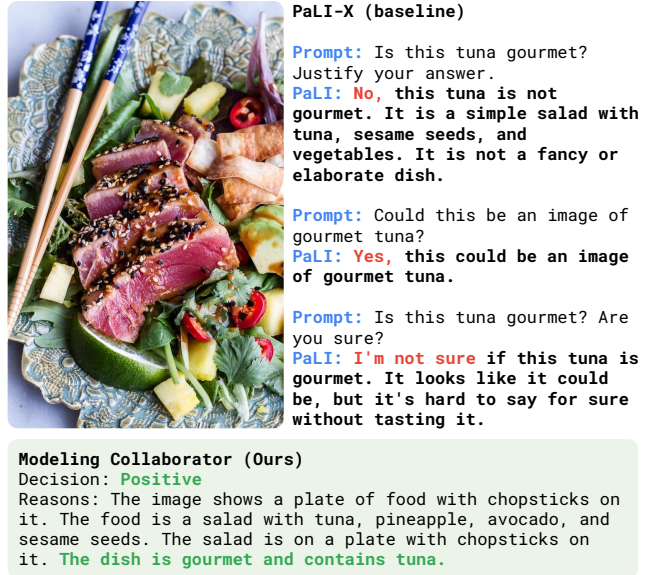 PaLI-X (baseline)
Prompt: Is this tuna gourmet?
Justify your answer.
PaLI: No, this tuna is not
gourmet. It is a simple salad with
tuna, sesame seeds, and
vegetables. It is not a fancy or
elaborate dish.
Prompt: Could this be an image of
gourmet tuna?
PaLI: Yes, this could be an image
of gourmet tuna.
Prompt: Is this tuna gourmet? Are
you sure?
PaLI: I'm not sure if this tuna is
gourmet. It looks like it could
be, but it's hard to say for sure
without tasting it.
Modeling Collaborator (Ours)
Decision: Positive
Reasons: The image shows a plate of food with chopsticks on
it. The food is a salad with tuna, pineapple, avocado, and
sesame seeds. The salad is on a plate with chopsticks on
it. The dish is gourmet and contains tuna.